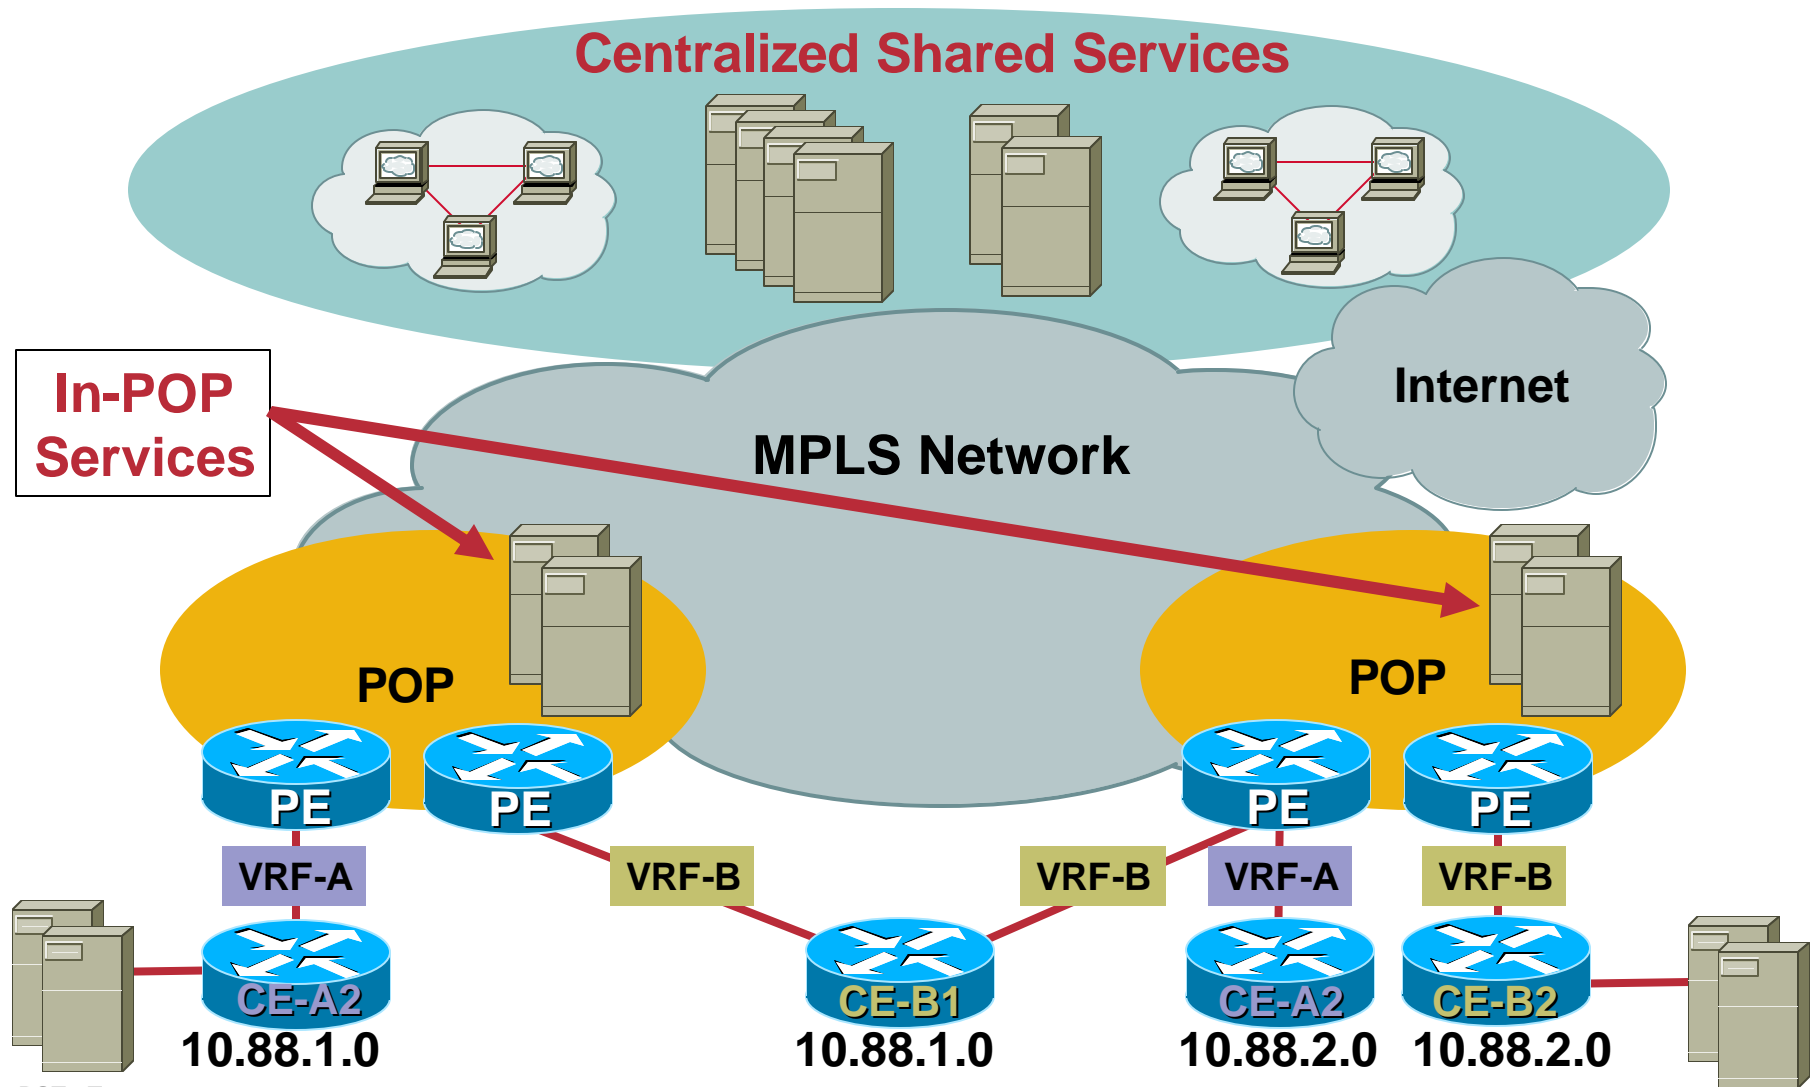 Centralized Shared Services
In-POP
Services
Internet
MPLS Network
POP
POP
PE
PE
PE
PE
VRF-A
VRF-B
VRF-B
VRF-A
VRF-B
CE-A2
CE-B1
CE-A2
CE-B2
10.88.1.0
10.88.1.0
10.88.2.0
10.88.2.0